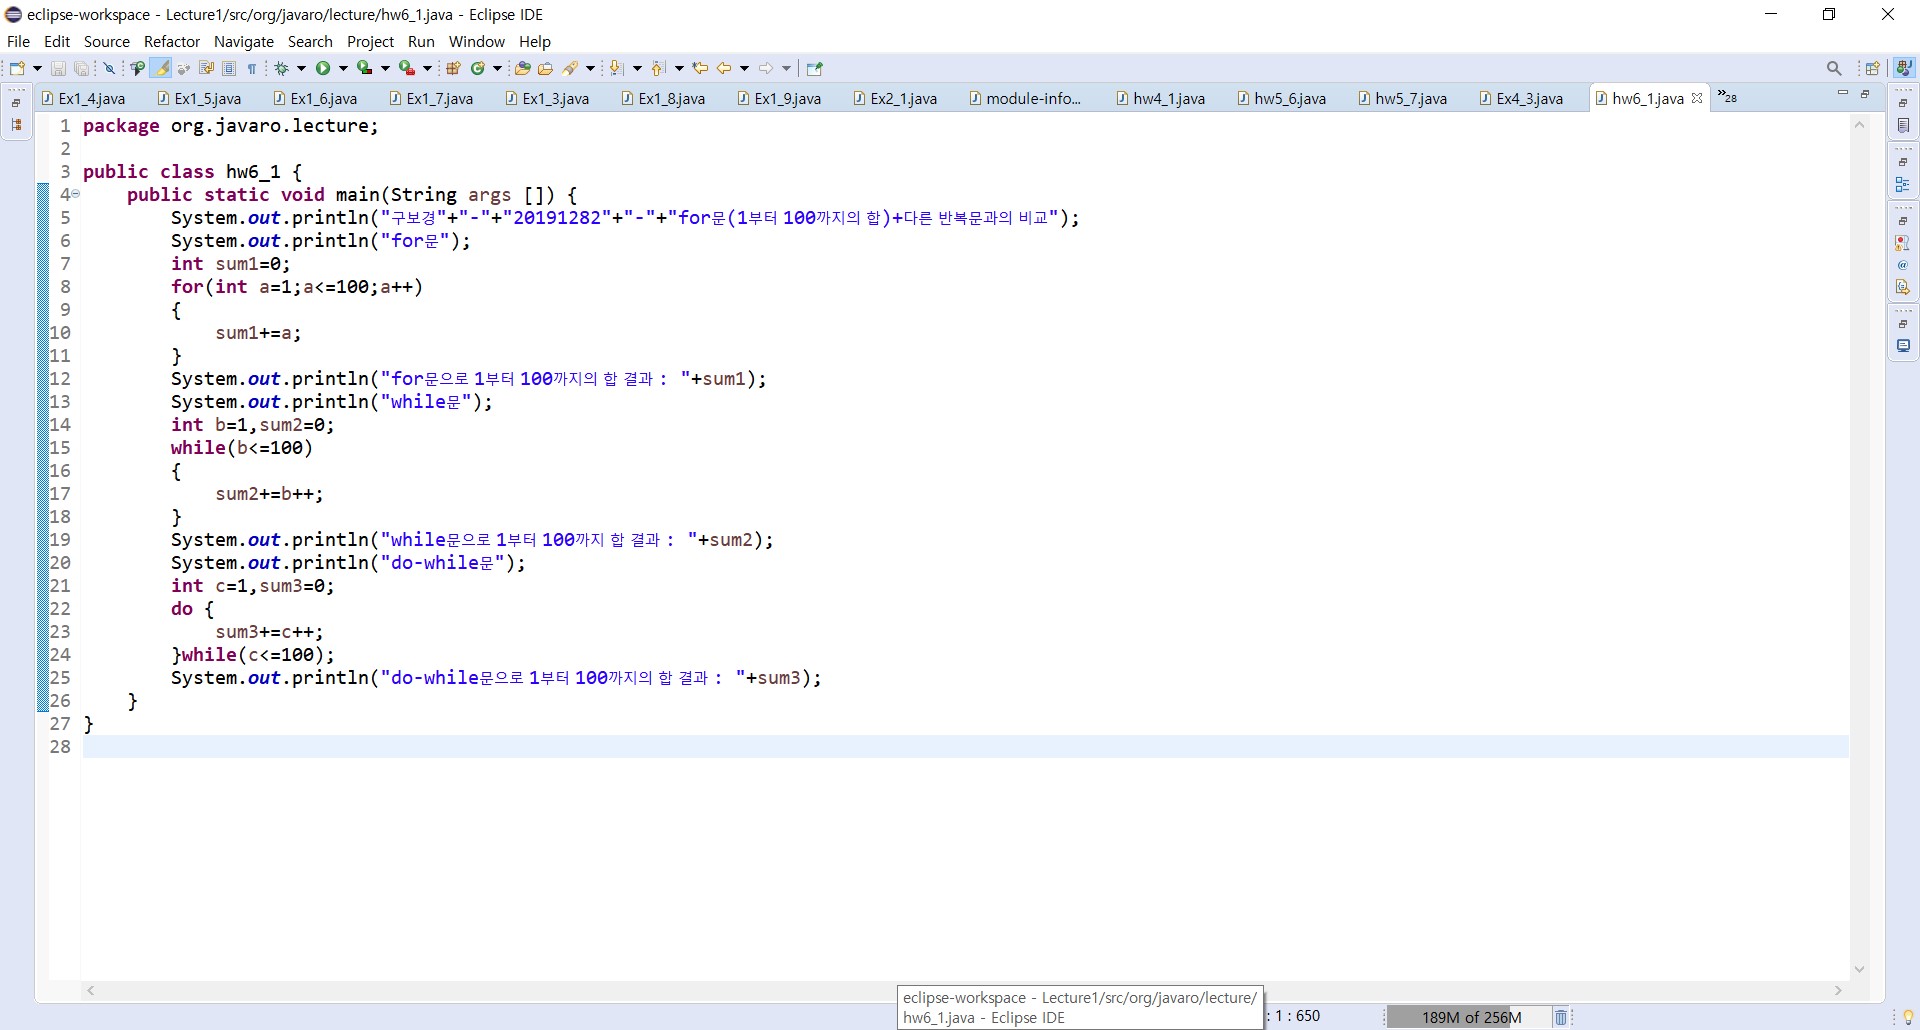 eclipse-workspace - Lecture1/src/org/javaro/lecture/hw6_1.java - Eclipse IDE
File Edit Source Refactor Navigate Search Project Run Window Help
Ex1_4.java Ex1_5.java Ex1_6.java Ex1_7.java Ex1_3.java Ex1_8.java Ex1_9.java Ex2_1.java module-info... hw4_1.java hw5_6.java hw5_7.java Ex4_3.java hw6_1.java »28
1 package org.javaro.lecture;
2
3 public class hw6_1 {
4     public static void main(String args []) {
5         System.out.println("구보경"+"-"+"20191282"+"-"+"for문(1부터 100까지의 합)+다른 반복문과의 비교");
6         System.out.println("for문");
7         int sum1=0;
8         for(int a=1;a<=100;a++)
9         {
10             sum1+=a;
11         }
12         System.out.println("for문으로 1부터 100까지의 합 결과 : "+sum1);
13         System.out.println("while문");
14         int b=1,sum2=0;
15         while(b<=100)
16         {
17             sum2+=b++;
18         }
19         System.out.println("while문으로 1부터 100까지 합 결과 : "+sum2);
20         System.out.println("do-while문");
21         int c=1,sum3=0;
22         do {
23             sum3+=c++;
24         }while(c<=100);
25         System.out.println("do-while문으로 1부터 100까지의 합 결과 : "+sum3);
26     }
27 }
28
eclipse-workspace - Lecture1/src/org/javaro/lecture/
hw6_1.java - Eclipse IDE
: 1 : 650
189M of 256M